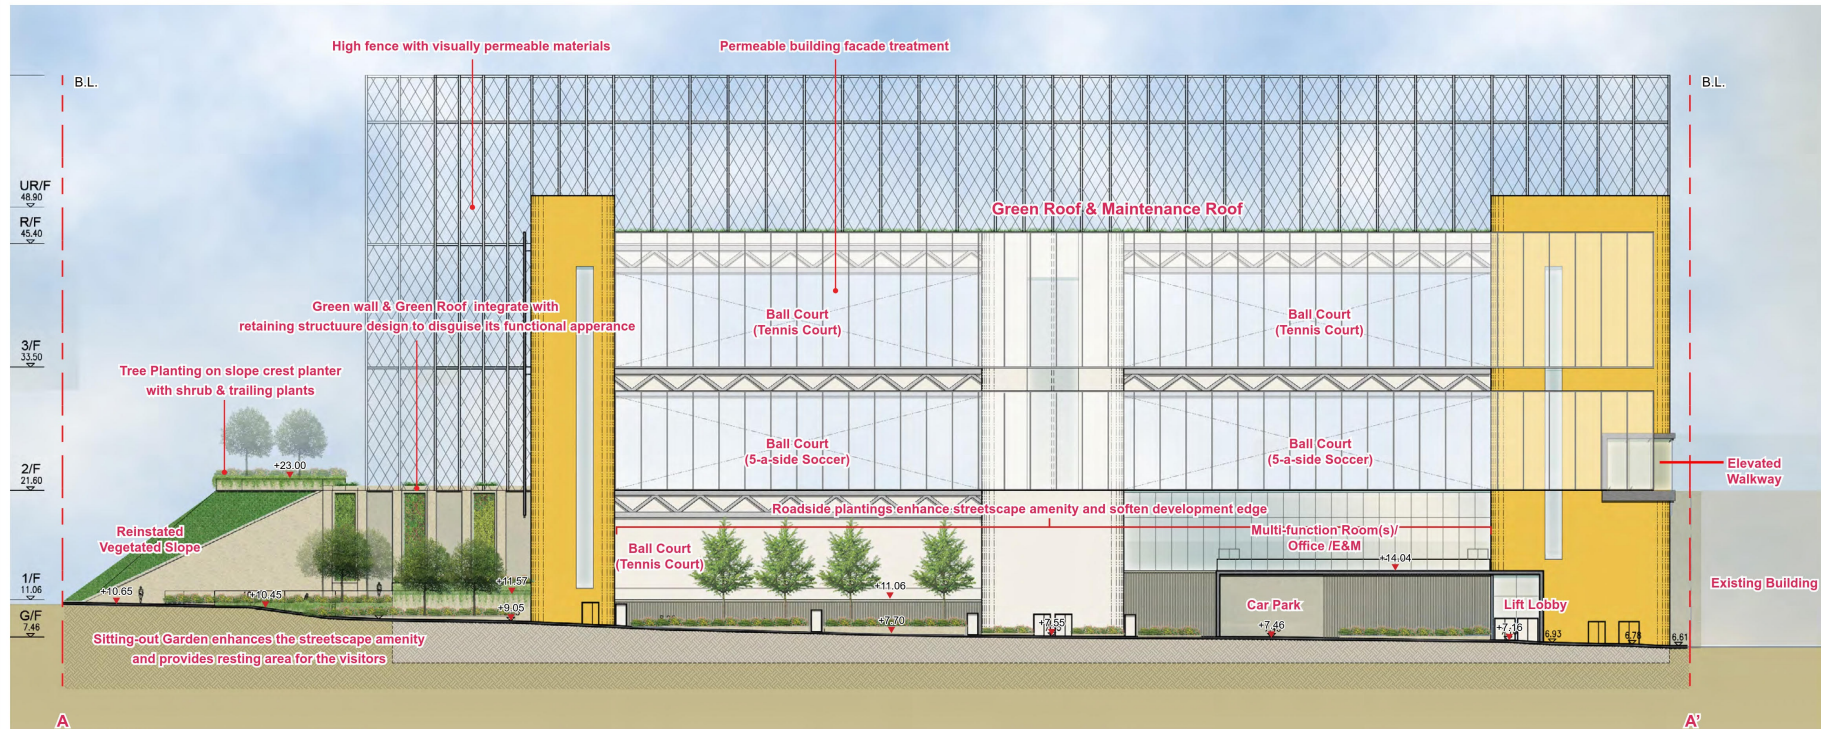 High fence with visually permeable materials
Permeable building facade treatment
B.L.
B.L.
UR/F
48.90
R/F
45.40
Green Roof & Maintenance Roof
Green wall & Green Roof integrate with
retaining structuure design to disguise its functional apperance
Ball Court
(Tennis Court)
Ball Court
(Tennis Court)
3/F
33.50
Tree Planting on slope crest planter
with shrub & trailing plants
Ball Court
(5-a-side Soccer)
Ball Court
(5-a-side Soccer)
+23.00
2/F
21.60
Elevated
Walkway
Roadside plantings enhance streetscape amenity and soften development edge
Reinstated
Vegetated Slope
Ball Court
(Tennis Court)
Multi-function Room(s)/
Office /E&M
+14.04
1/F
11.06
+10.65
+10.45
+11.57
+11.06
Existing Building
G/F
7.46
+9.05
+7.70
+7.55
Car Park
+7.46
Lift Lobby
+7.16
6.93
6.78
6.61
Sitting-out Garden enhances the streetscape amenity
and provides resting area for the visitors
A
A'